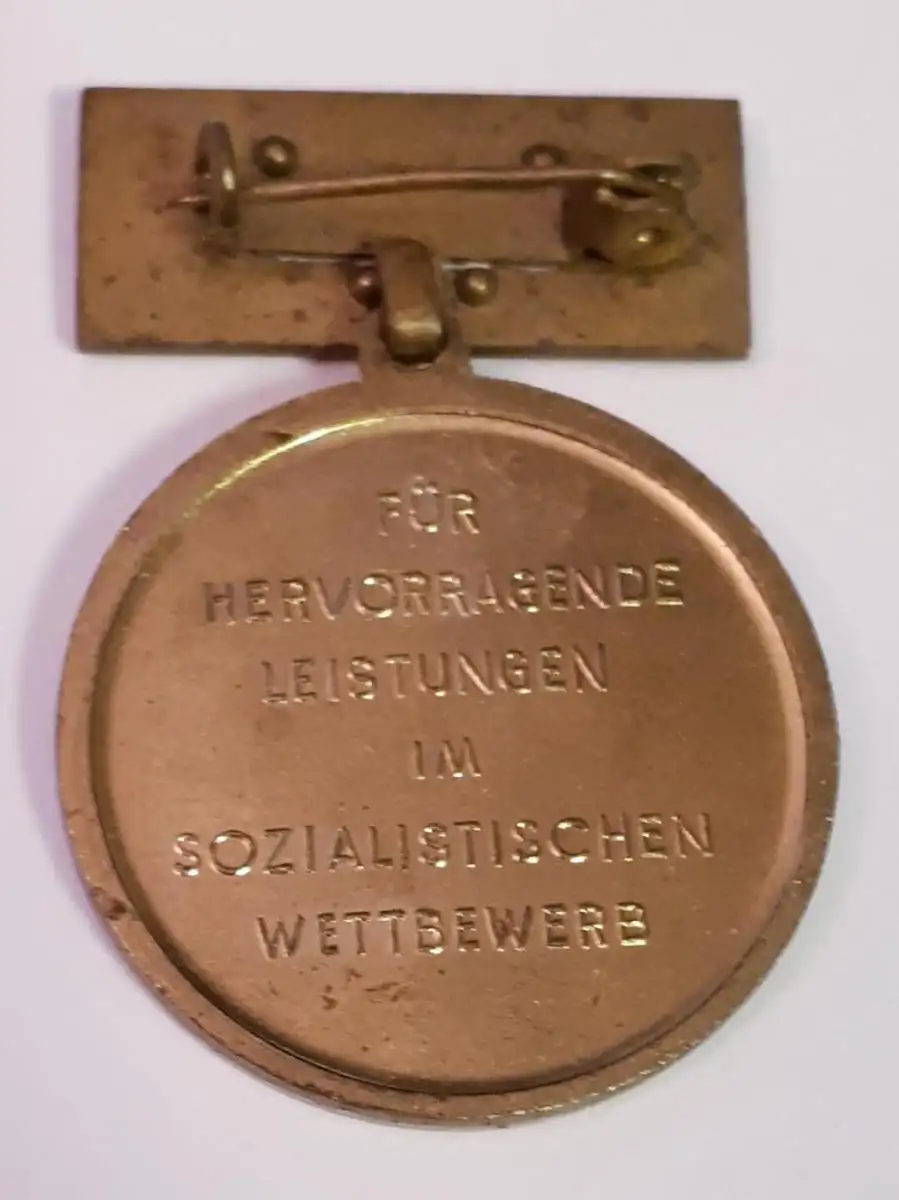 FÜR
HERVORRAGENDE
LEISTUNGEN
IM
SOZIALISTISCHEN
WETTBEWERB